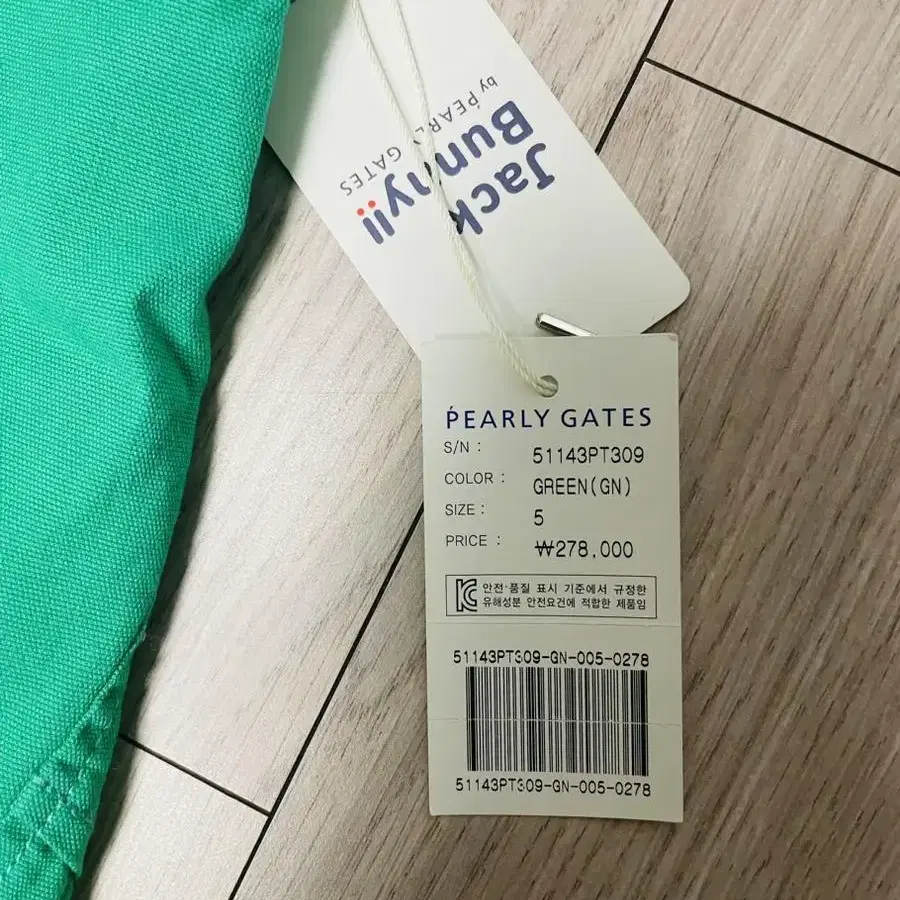 Jack
Bunny!!
by PEARLY GATES
PEARLY GATES
S/N : 51143PT309
COLOR : GREEN(GN)
SIZE : 5
PRICE : ₩278,000
안전·품질 표시 기준에서 규정한
유해성분 안전요건에 적합한 제품임
51143PT309-GN-005-0278
51143PT309-GN-005-0278